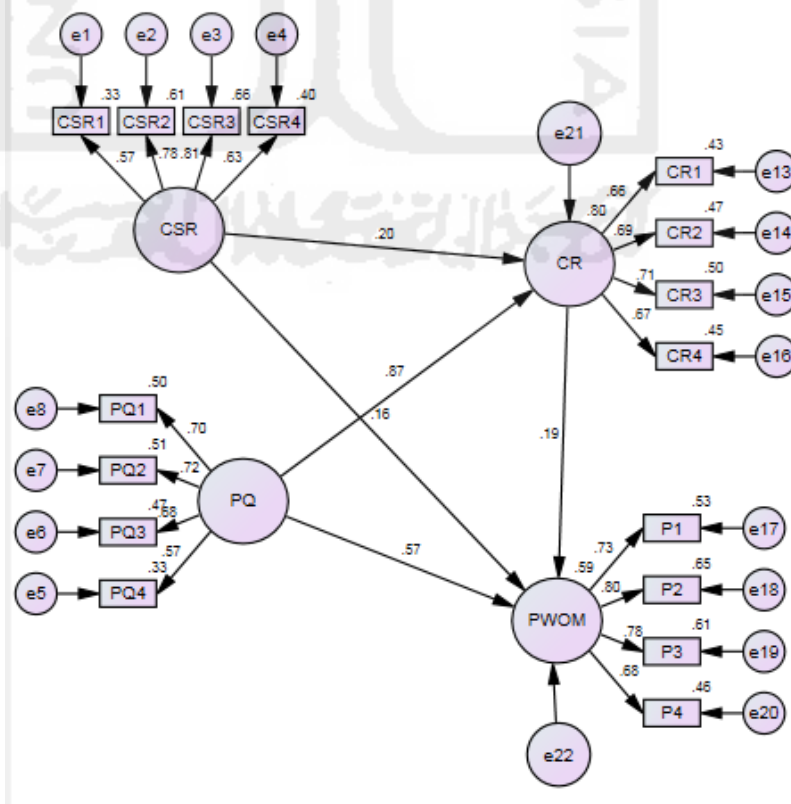 e1 e2 e3 e4
.33 .61 .66 .40
CSR1 CSR2 CSR3 CSR4
.57 .78 .81 .63
CSR
e21
.43
CR1 e13
.66
.80
.47
CR2 e14
.69
CR
.50
.71 CR3 e15
.67
.45
CR4 e16
.20
.87
.16
.19
.50
e8 PQ1
.70
.51
e7 PQ2 .72
PQ
.47
e6 PQ3 .68
.57
.33
e5 PQ4
.57
.53
P1 e17
.73
.59
.65
.80 P2 e18
PWOM
.61
.78 P3 e19
.68
.46
P4 e20
e22